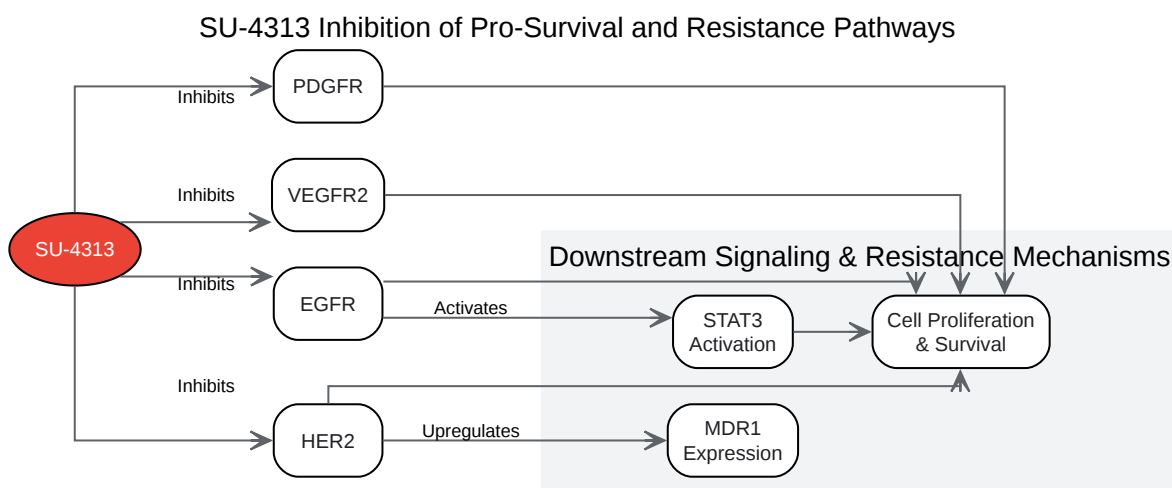 SU-4313 Inhibition of Pro-Survival and Resistance Pathways
PDGFR
Inhibits
VEGFR2
Inhibits
SU-4313
Downstream Signaling & Resistance Mechanisms
Inhibits
EGFR
Activates
STAT3
Activation
Cell Proliferation
& Survival
Inhibits
HER2
Upregulates
MDR1
Expression